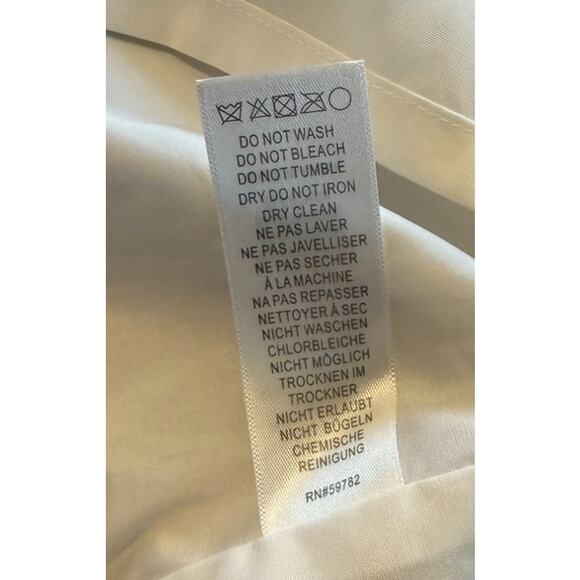 DO NOT WASH
DO NOT BLEACH
DO NOT TUMBLE
DRY DO NOT IRON
DRY CLEAN
NE PAS LAVER
NE PAS JAVELLISER
NE PAS SECHER
À LA MACHINE
NA PAS REPASSER
NETTOYER À SEC
NICHT WASCHEN
CHLORBLEICHE
NICHT MÖGLICH
TROCKNEN IM
TROCKNER
NICHT ERLAUBT
NICHT BÜGELN
CHEMISCHE
REINIGUNG
RN#59782